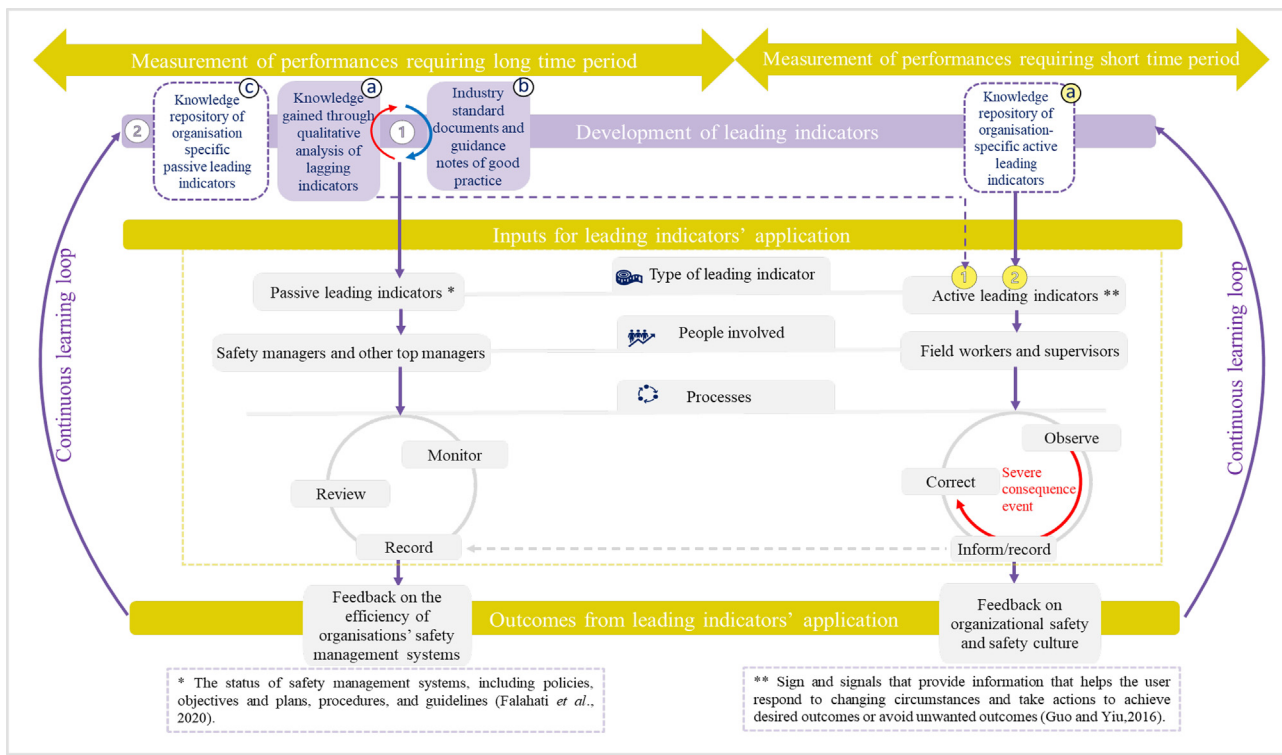 Measurement of performances requiring long time period
Measurement of performances requiring short time period
c
a
b
a
2
Knowledge
repository of
organisation
specific
passive leading
indicators
Knowledge
gained through
qualitative
analysis of
lagging
indicators
1
Industry
standard
documents and
guidance
notes of good
practice
Development of leading indicators
Knowledge
repository of
organisation-
specific active
leading
indicators
Inputs for leading indicators' application
Continuous learning loop
Continuous learning loop
Type of leading indicator
1
2
Passive leading indicators *
Active leading indicators **
People involved
Safety managers and other top managers
Field workers and supervisors
Processes
Monitor
Review
Record
Observe
Correct
Severe
consequence
event
Inform/record
Feedback on the
efficiency of
organisations' safety
management systems
Outcomes from leading indicators' application
Feedback on
organizational safety
and safety culture
* The status of safety management systems, including policies,
objectives and plans, procedures, and guidelines (Falahati et al.,
2020).
** Sign and signals that provide information that helps the user
respond to changing circumstances and take actions to achieve
desired outcomes or avoid unwanted outcomes (Guo and Yiu,2016).